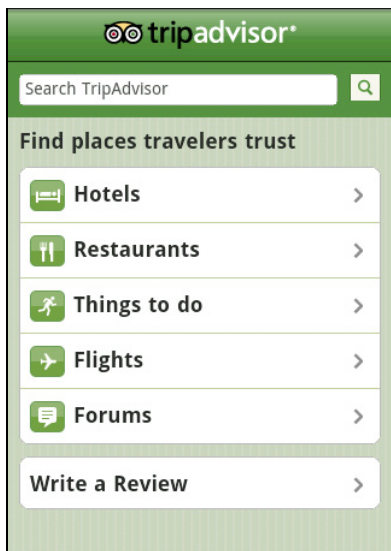 tripadvisor®
Search TripAdvisor
Find places travelers trust
Hotels
Restaurants
Things to do
Flights
Forums
Write a Review